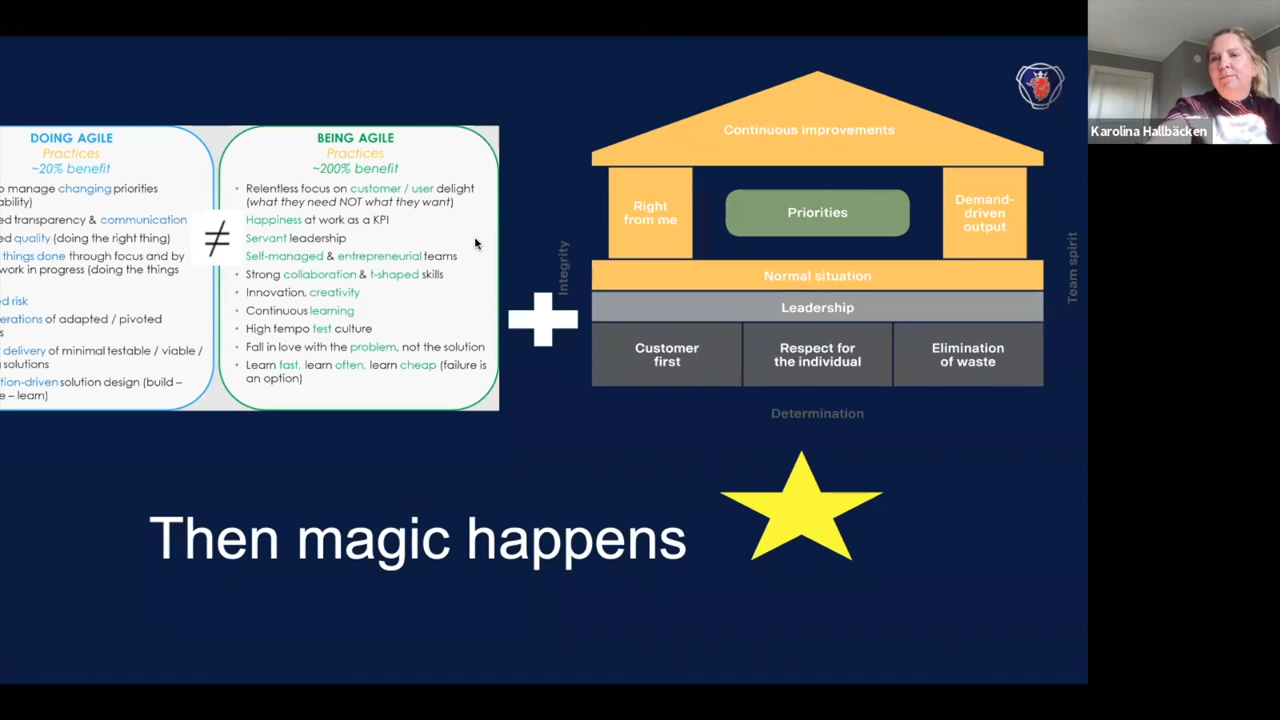 DOING AGILE
Practices
~20% benefit
manage changing priorities
transparency & communication
quality (doing the right thing)
things done through focus and by
work in progress (doing the things
risk
of adapted / pivoted
delivery of minimal testable / viable /
solutions
solution design (build –
– learn)
≠
BEING AGILE
Practices
~200% benefit
• Relentless focus on customer / user delight
(what they need NOT what they want)
• Happiness at work as a KPI
• Servant leadership
• Self-managed & entrepreneurial teams
• Strong collaboration & t-shaped skills
• Innovation, creativity
• Continuous learning
• High tempo test culture
• Fall in love with the problem, not the solution
• Learn fast, learn often, learn cheap (failure is
an option)
Continuous improvements
Right
from me
Priorities
Demand-
driven
output
Normal situation
Leadership
Customer
first
Respect for
the individual
Elimination
of waste
Integrity
Team spirit
Determination
Then magic happens
Karolina Hallbäcken